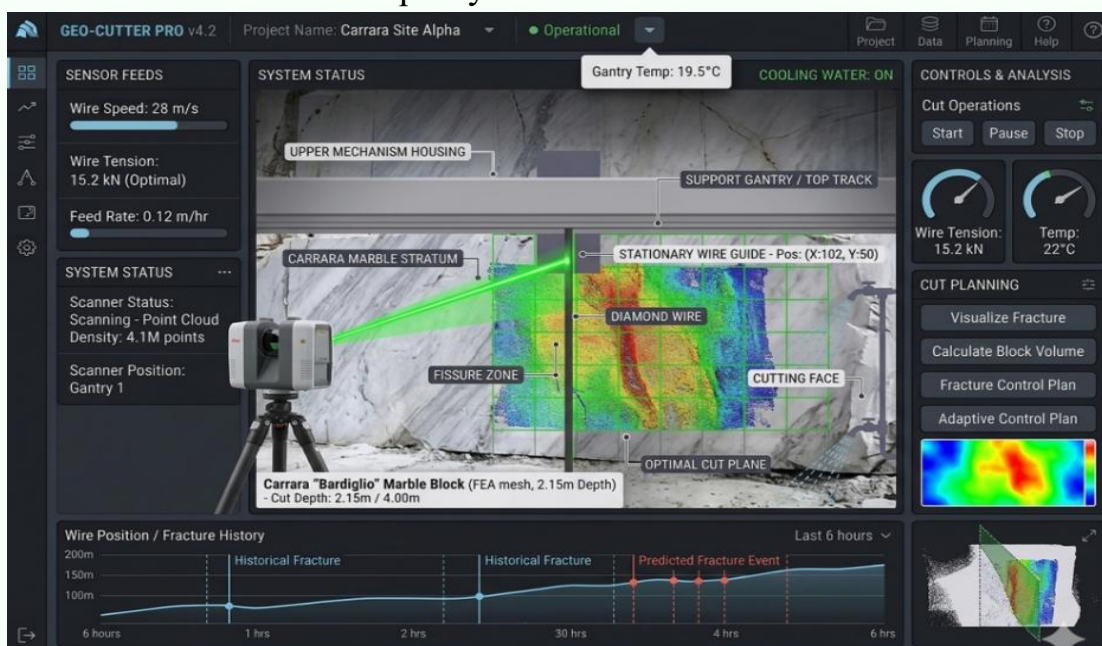 GEO-CUTTER PRO v4.2
Project Name: Carrara Site Alpha
Operational
Project
Data
Planning
Help
Gantry Temp: 19.5°C
SENSOR FEEDS
Wire Speed: 28 m/s
Wire Tension:
15.2 kN (Optimal)
Feed Rate: 0.12 m/hr
SYSTEM STATUS
Scanner Status:
Scanning - Point Cloud
Density: 4.1M points
Scanner Position:
Gantry 1
SYSTEM STATUS
COOLING WATER: ON
UPPER MECHANISM HOUSING
SUPPORT GANTRY / TOP TRACK
CARRARA MARBLE STRATUM
STATIONARY WIRE GUIDE - Pos: (X:102, Y:50)
DIAMOND WIRE
FISSURE ZONE
CUTTING FACE
OPTIMAL CUT PLANE
Carrara "Bardiglio" Marble Block (FEA mesh, 2.15m Depth)
- Cut Depth: 2.15m / 4.00m
CONTROLS & ANALYSIS
Cut Operations
Start
Pause
Stop
Wire Tension:
15.2 kN
Temp:
22°C
CUT PLANNING
Visualize Fracture
Calculate Block Volume
Fracture Control Plan
Adaptive Control Plan
Wire Position / Fracture History
Last 6 hours
200m
150m
100m
Historical Fracture
Historical Fracture
Predicted Fracture Event
6 hours
1 hrs
2 hrs
30 hrs
4 hrs
6 hrs